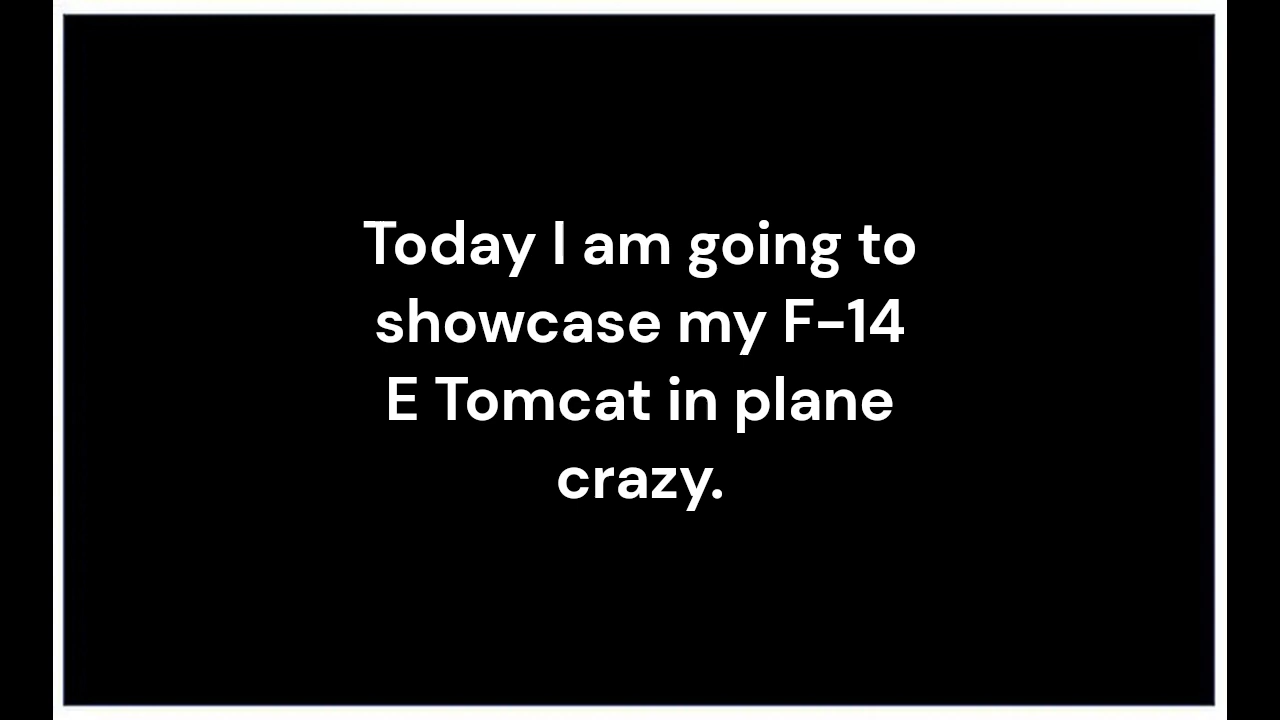 Today I am going to
showcase my F-14
E Tomcat in plane
crazy.